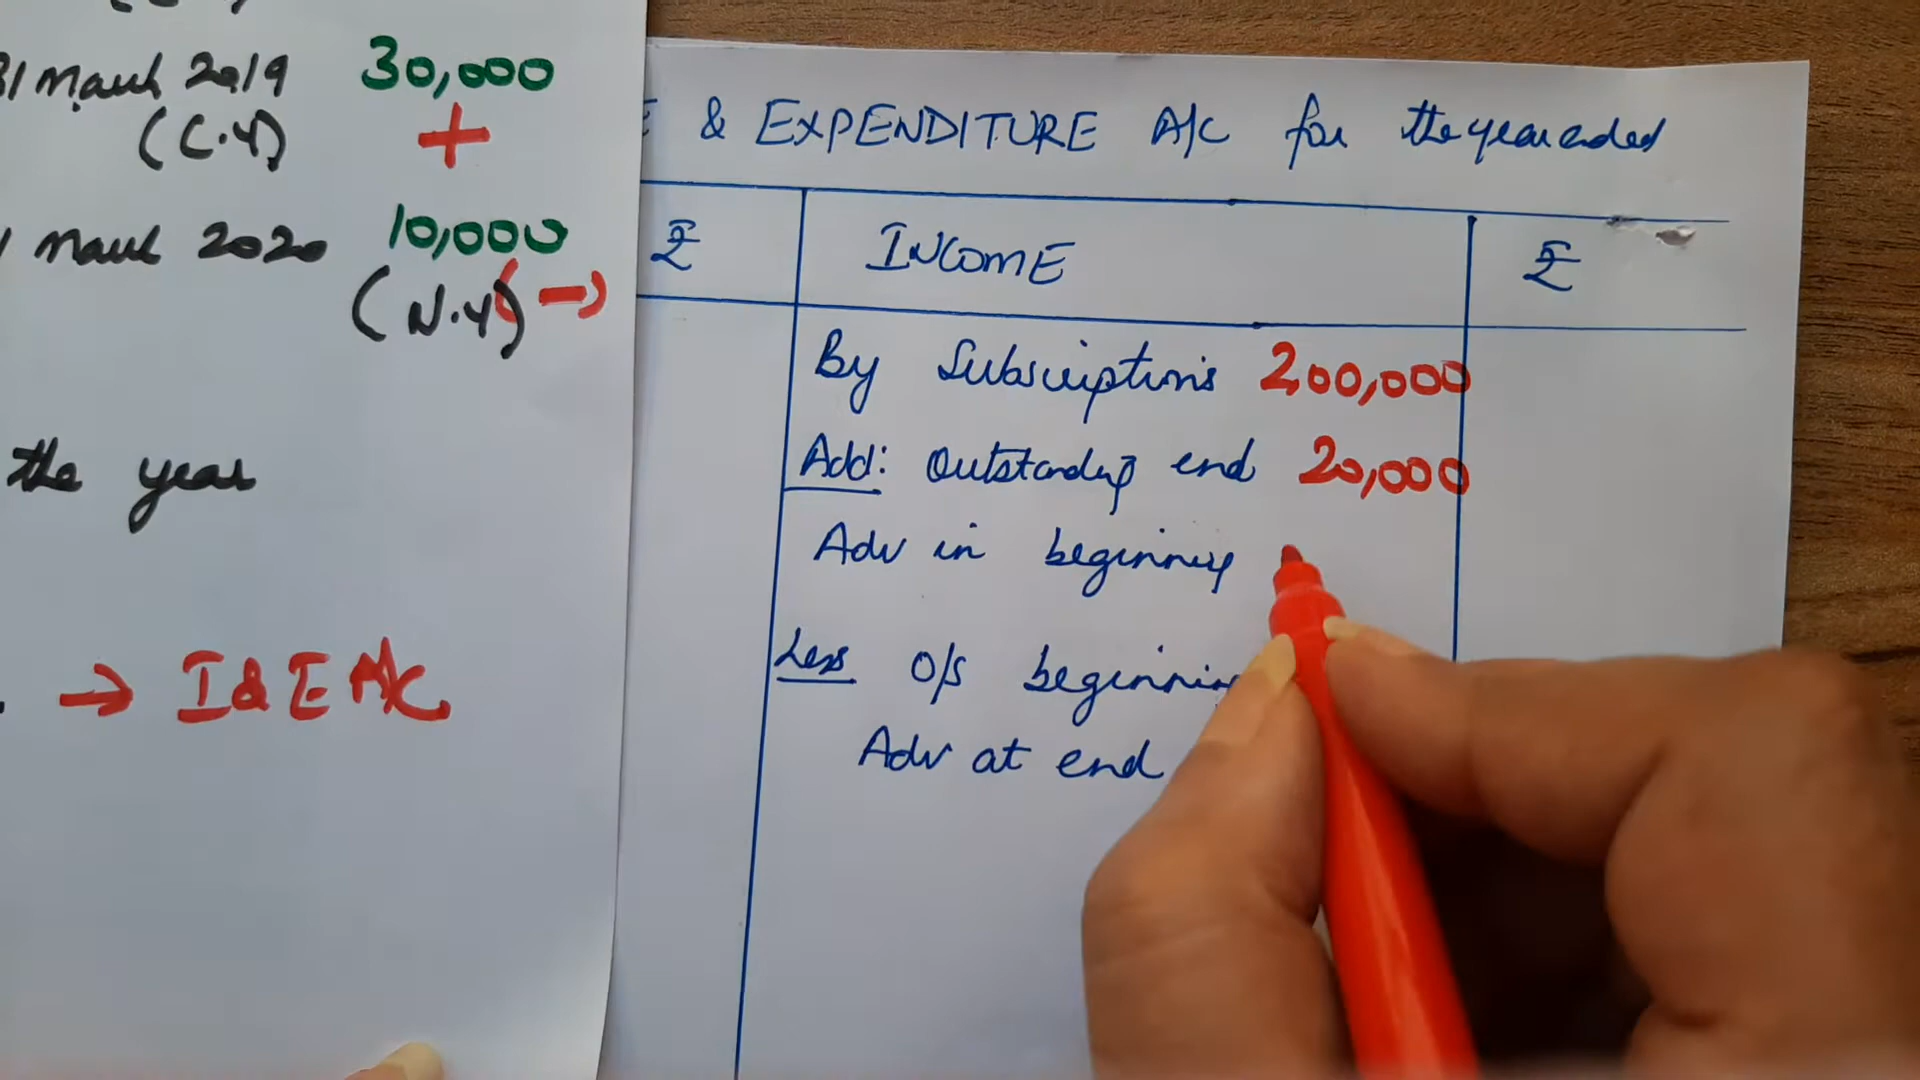 31 March 2019 30,000
(C.Y) +
March 2020 10,000
(N.Y) (-)
the year
→ I & E A/c.
& EXPENDITURE A/c for the year ended
₹ INCOME ₹
By Subscriptions 200,000
Add: Outstanding end 20,000
Adv in beginning
Less O/S beginning
Adv at end